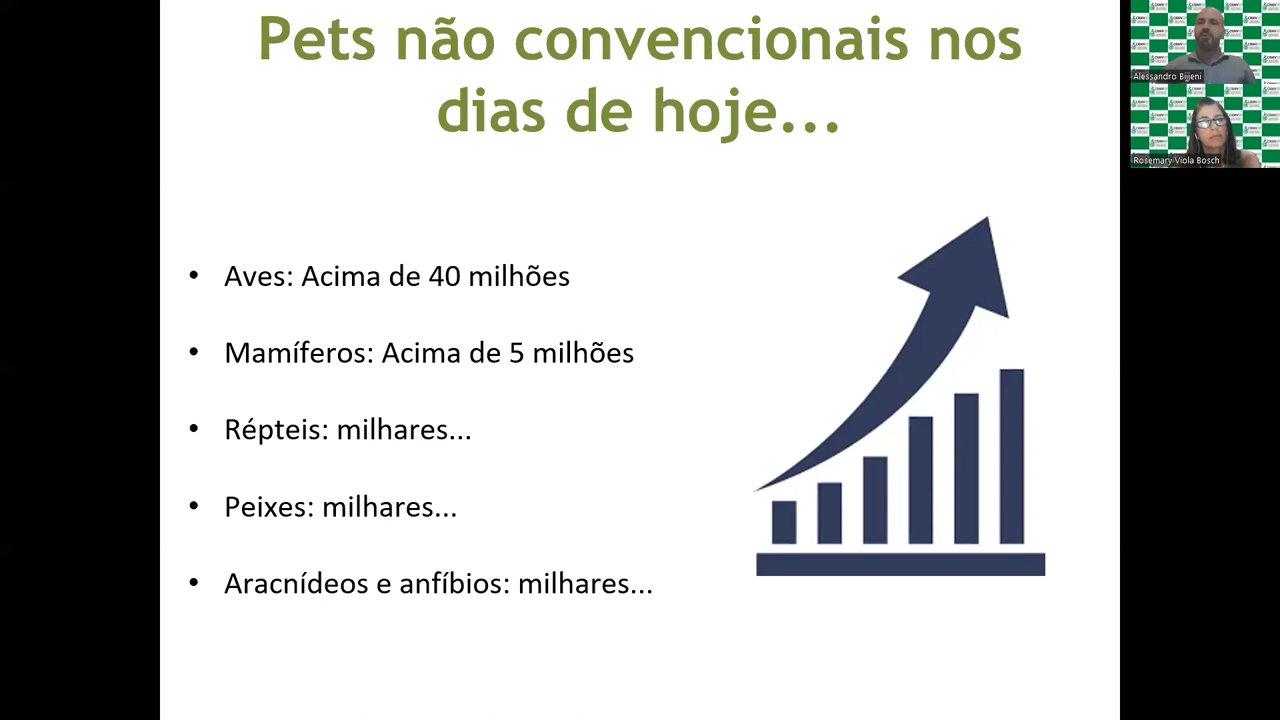 Pets não convencionais nos
dias de hoje...
• Aves: Acima de 40 milhões
• Mamíferos: Acima de 5 milhões
• Répteis: milhares...
• Peixes: milhares...
• Aracnídeos e anfíbios: milhares...
Alessandro Bijjeni
Rosemary Viola Bosch